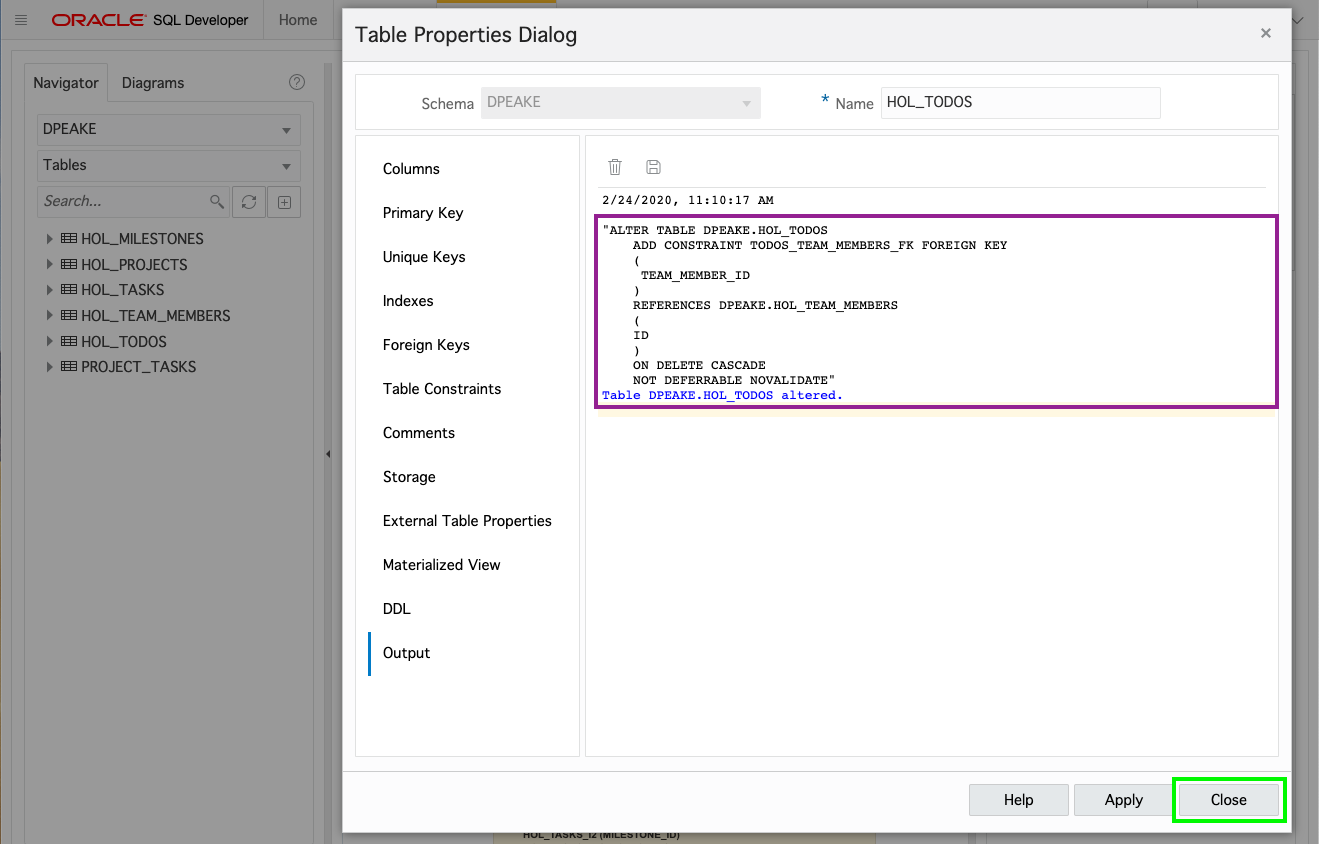 ORACLE SQL Developer
Home
Table Properties Dialog
Navigator
Diagrams
DPEAKE
Tables
Search...
HOL_MILESTONES
HOL_PROJECTS
HOL_TASKS
HOL_TEAM_MEMBERS
HOL_TODOS
PROJECT_TASKS
Schema DPEAKE
* Name HOL_TODOS
Columns
Primary Key
Unique Keys
Indexes
Foreign Keys
Table Constraints
Comments
Storage
External Table Properties
Materialized View
DDL
Output
2/24/2020, 11:10:17 AM
"ALTER TABLE DPEAKE.HOL_TODOS
ADD CONSTRAINT TODOS_TEAM_MEMBERS_FK FOREIGN KEY
(
TEAM_MEMBER_ID
)
REFERENCES DPEAKE.HOL_TEAM_MEMBERS
(
ID
)
ON DELETE CASCADE
NOT DEFERRABLE NOVALIDATE"
Table DPEAKE.HOL_TODOS altered.
Help
Apply
Close
HOL_TASKS_I2 (MILESTONE_ID)